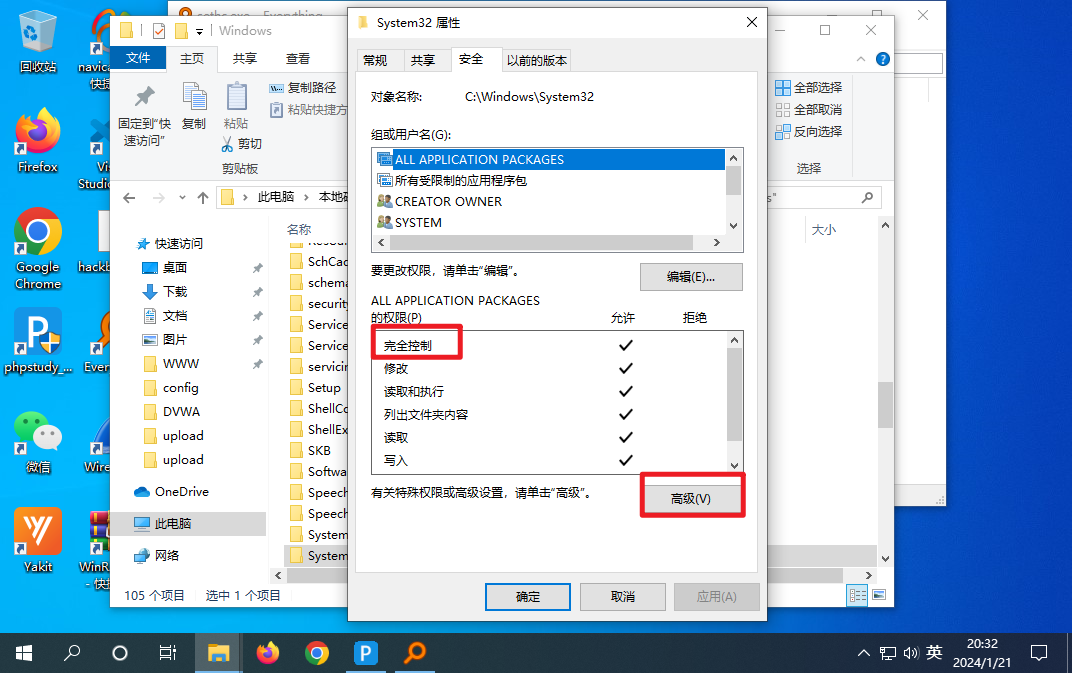 回收站
navica
快捷
Firefox
Vis
Studio
Google
Chrome
hackb
phpstudy_...
Ever
微信
Wire
Yakit
WinR
- 快捷
sethc.exe - Everything
Windows
文件
主页
共享
查看
固定到“快
速访问”
复制
粘贴
复制路径
粘贴快捷方
剪切
剪贴板
全部选择
全部取消
反向选择
选择
此电脑
本地磁
s"
快速访问
桌面
下载
文档
图片
WWW
config
DVWA
upload
upload
OneDrive
此电脑
网络
名称
大小
Resour
SchCac
schema
security
Service
Service
servicin
Setup
ShellCo
ShellEx
SKB
Softwa
Speech
Speech
System
System
105 个项目
选中 1 个项目
System32 属性
常规
共享
安全
以前的版本
对象名称:
C:\Windows\System32
组或用户名(G):
ALL APPLICATION PACKAGES
所有受限制的应用程序包
CREATOR OWNER
SYSTEM
要更改权限，请单击“编辑”。
编辑(E)...
ALL APPLICATION PACKAGES
的权限(P)
允许
拒绝
完全控制
修改
读取和执行
列出文件夹内容
读取
写入
有关特殊权限或高级设置，请单击“高级”。
高级(V)
确定
取消
应用(A)
英
20:32
2024/1/21